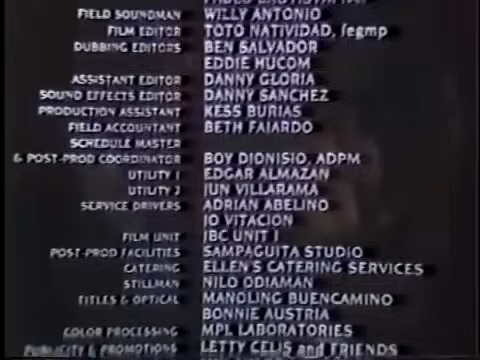 FIELD SOUNDMAN WILLY ANTONIO
FILM EDITOR TOTO NATIVIDAD, fegmp
DUBBING EDITORS BEN SALVADOR
EDDIE HUCOM
ASSISTANT EDITOR DANNY GLORIA
SOUND EFFECTS EDITOR DANNY SANCHEZ
PRODUCTION ASSISTANT KESS BURIAS
FIELD ACCOUNTANT BETH FAIARDO
SCHEDULE MASTER
& POST-PROD COORDINATOR BOY DIONISIO, ADPM
UTILITY 1 EDGAR ALMAZAN
UTILITY 2 JUN VILLARAMA
SERVICE DRIVERS ADRIAN ABELINO
JO VITACION
FILM UNIT JBC UNIT I
POST-PROD FACILITIES SAMPAGUITA STUDIO
CATERING ELLEN'S CATERING SERVICES
STILLMAN NILO ODIAMAN
TITLES & OPTICAL MANOLING BUENCAMINO
BONNIE AUSTRIA
COLOR PROCESSING MPL LABORATORIES
PUBLICITY & PROMOTIONS LETTY CELIS and FRIENDS